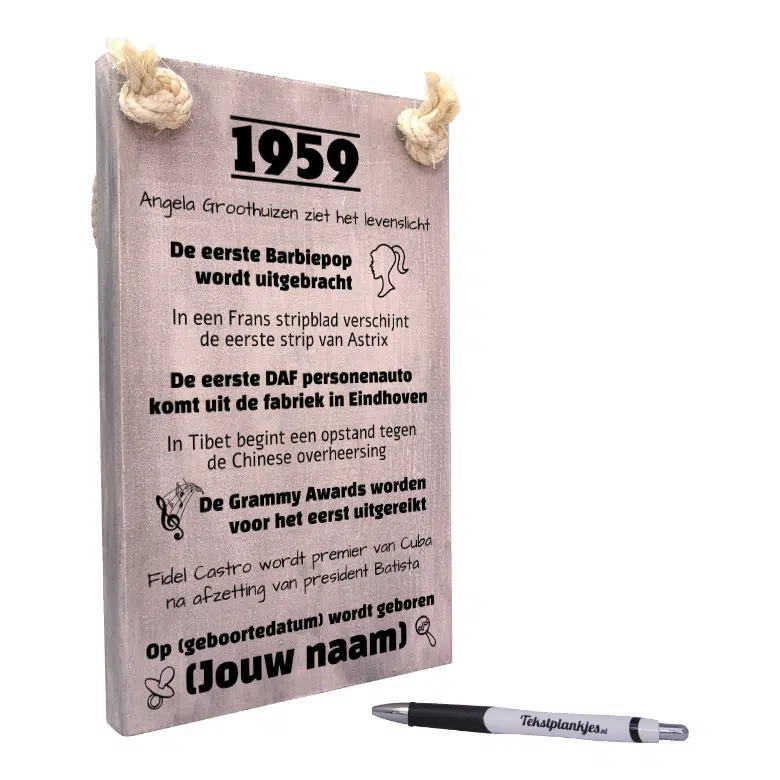 1959
Angela Groothuizen ziet het levenslicht
De eerste Barbiepop
wordt uitgebracht
In een Frans stripblad verschijnt
de eerste strip van Astrix
De eerste DAF personenauto
komt uit de fabriek in Eindhoven
In Tibet begint een opstand tegen
de Chinese overheersing
De Grammy Awards worden
voor het eerst uitgereikt
Fidel Castro wordt premier van Cuba
na afzetting van president Batista
Op (geboortedatum) wordt geboren
(Jouw naam)
Tekstplankjes.nl